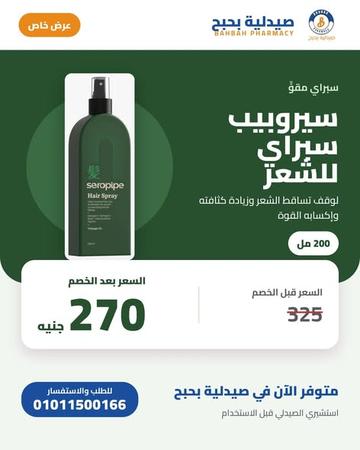 صيدلية بحبح
BAHBAH PHARMACY
صيدلية بحبح
عرض خاص
سبراي مقوٍّ
سيروبيب
سبراي
للشعر
لوقف تساقط الشعر وزيادة كثافته
وإكسابه القوة
200 مل
seropipe
Hair Spray
السعر قبل الخصم
325
السعر بعد الخصم
270 جنيه
متوفر الآن في صيدلية بحبح
استشيري الصيدلي قبل الاستخدام
للطلب والاستفسار
01011500166